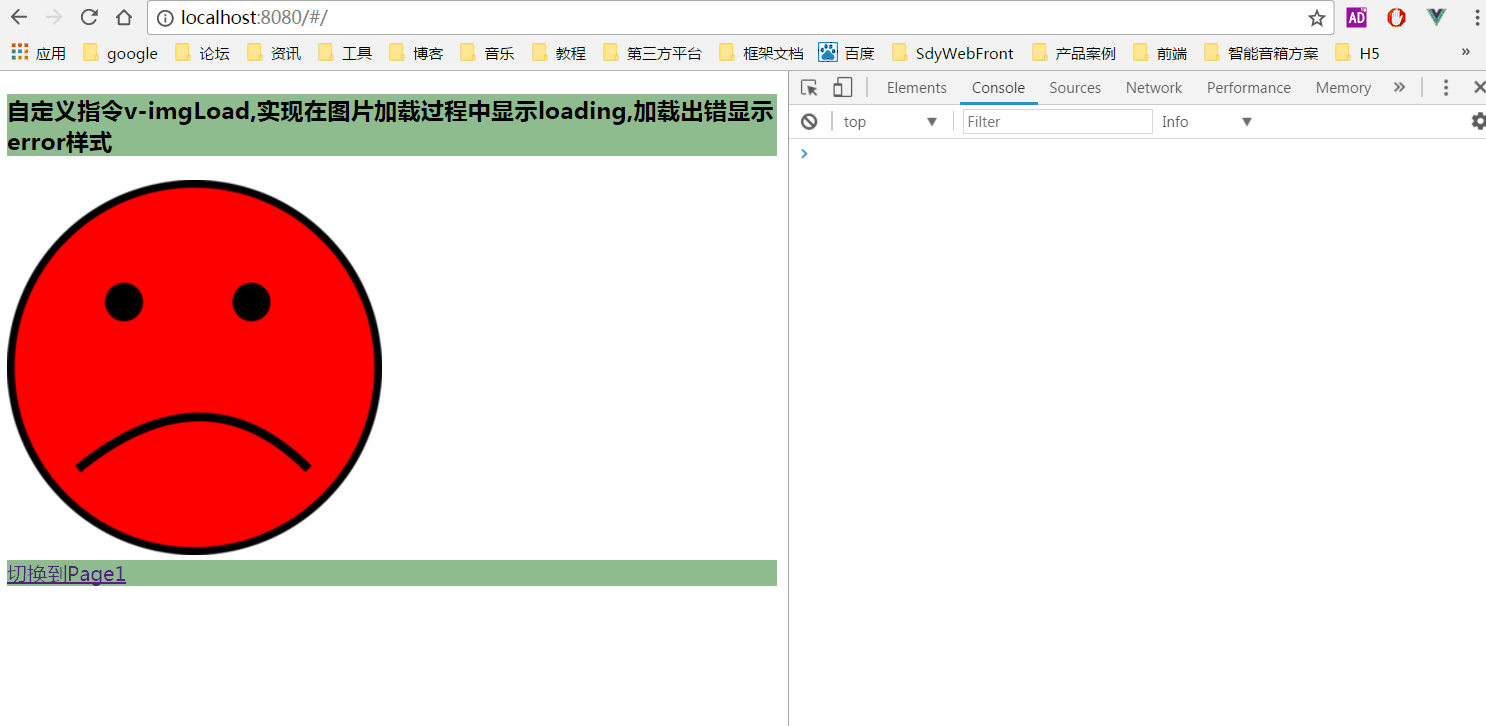 localhost:8080/#/
AD
应用 google 论坛 资讯 工具 博客 音乐 教程 第三方平台 框架文档 百度 SdyWebFront 产品案例 前端 智能音箱方案 H5 »
自定义指令v-imgLoad,实现在图片加载过程中显示loading,加载出错显示
error样式
切换到Page1
Elements Console Sources Network Performance Memory »
top Filter Info